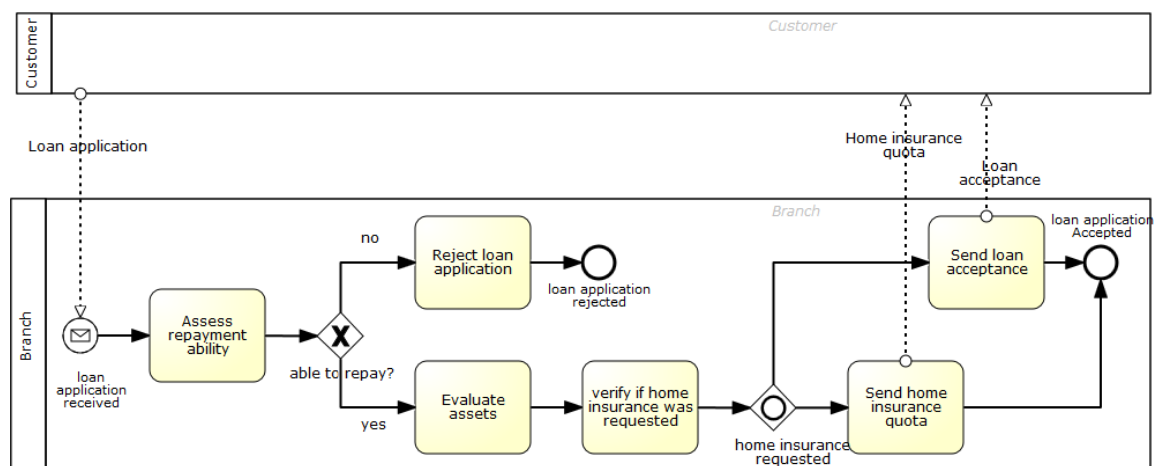 Customer
Customer
Loan application
Home insurance
quota
Loan
acceptance
Branch
Branch
loan
application
received
Assess
repayment
ability
able to repay?
no
Reject loan
application
loan application
rejected
yes
Evaluate
assets
verify if home
insurance was
requested
home insurance
requested
Send home
insurance
quota
Send loan
acceptance
loan application
Accepted